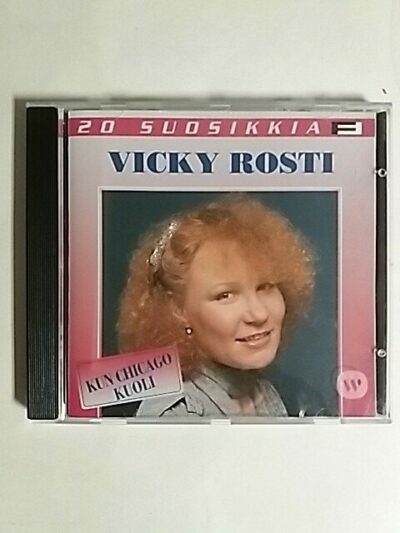 20 SUOSIKKIA
VICKY ROSTI
KUN CHICAGO
KUOLI